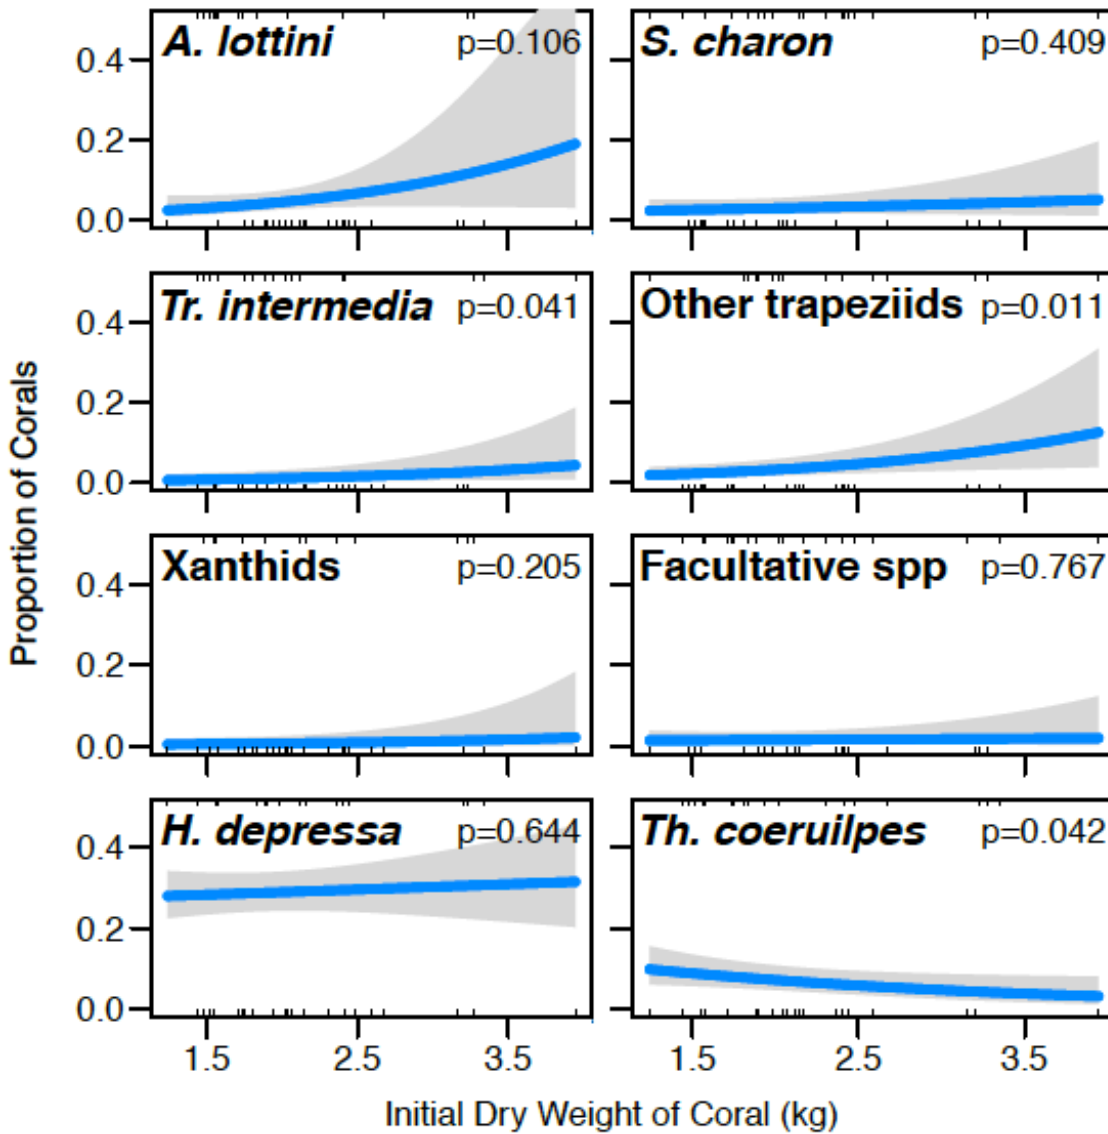 A. lottini p=0.106
S. charon p=0.409
0.4
0.2
0.0
1.5 2.5 3.5
Tr. intermedia p=0.041
Other trapeziids p=0.011
0.4
0.2
0.0
Proportion of Corals
Xanthids p=0.205
Facultative spp p=0.767
0.4
0.2
0.0
H. depressa p=0.644
Th. coeruilpes p=0.042
0.4
0.2
0.0
1.5 2.5 3.5
Initial Dry Weight of Coral (kg)